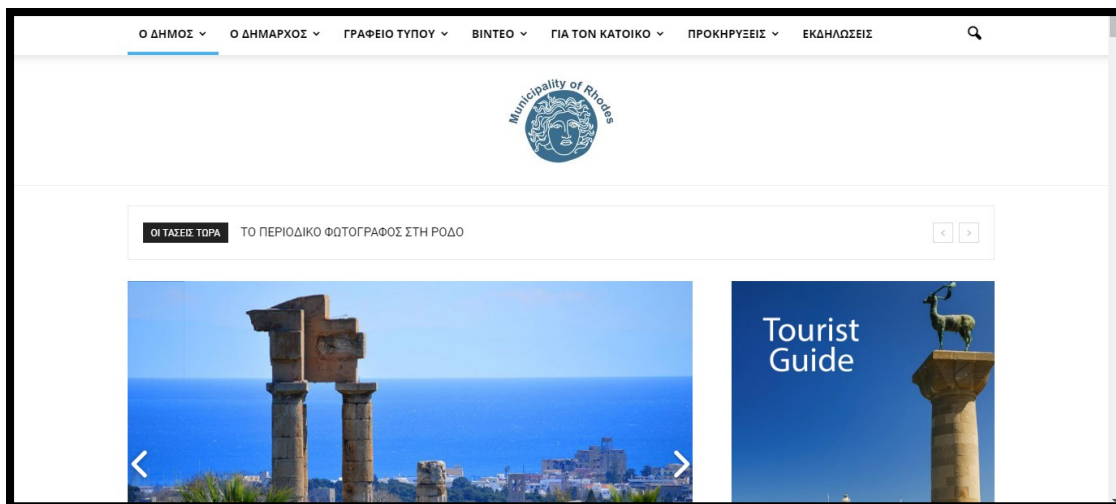 Ο ΔΗΜΟΣ Ο ΔΗΜΑΡΧΟΣ ΓΡΑΦΕΙΟ ΤΥΠΟΥ ΒΙΝΤΕΟ ΓΙΑ ΤΟΝ ΚΑΤΟΙΚΟ ΠΡΟΚΗΡΥΞΕΙΣ ΕΚΔΗΛΩΣΕΙΣ
Municipality of Rhodes
ΟΙ ΤΑΣΕΙΣ ΤΩΡΑ ΤΟ ΠΕΡΙΟΔΙΚΟ ΦΩΤΟΓΡΑΦΟΣ ΣΤΗ ΡΟΔΟ
Tourist
Guide